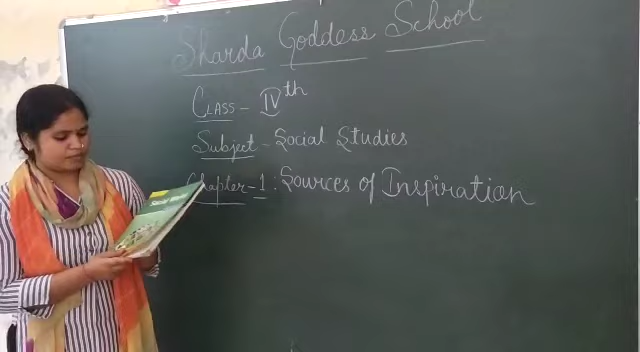 Sharda Goddess School
Class - IVth
Subject - Social Studies
Chapter - 1 : Sources of Inspiration